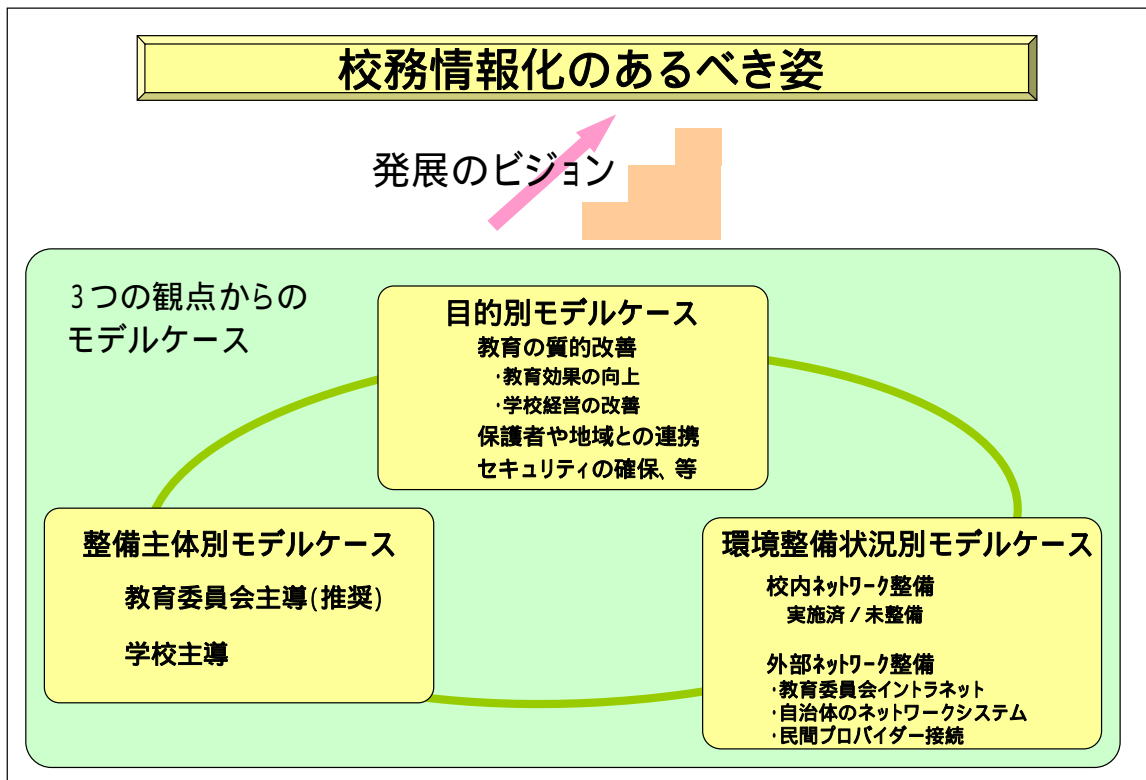 校務情報化のあるべき姿
発展のビジョン
3つの観点からの
モデルケース
目的別モデルケース
教育の質的改善
・教育効果の向上
・学校経営の改善
保護者や地域との連携
セキュリティの確保、等
整備主体別モデルケース
教育委員会主導(推奨)
学校主導
環境整備状況別モデルケース
校内ﾈｯﾄﾜｰｸ整備
実施済/未整備
外部ﾈｯﾄﾜｰｸ整備
・教育委員会イントラネット
・自治体のネットワークシステム
・民間プロバイダー接続